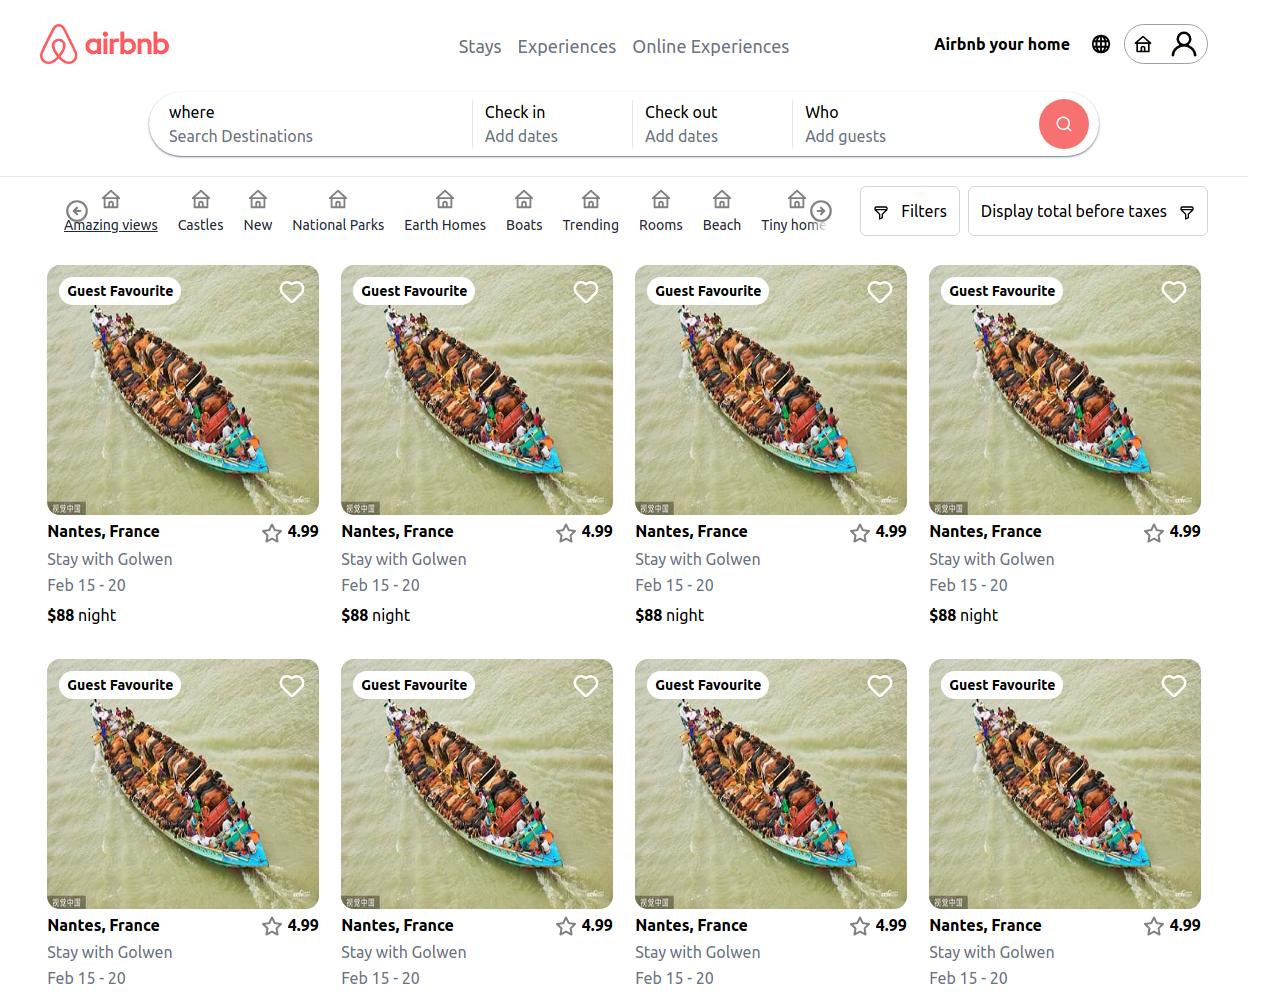 airbnb
Stays Experiences Online Experiences
Airbnb your home
where
Search Destinations
Check in
Add dates
Check out
Add dates
Who
Add guests
Amazing views
Castles
New
National Parks
Earth Homes
Boats
Trending
Rooms
Beach
Tiny home
Filters
Display total before taxes
Guest Favourite
视觉中国
Nantes, France 4.99
Stay with Golwen
Feb 15 - 20
$88 night
Guest Favourite
视觉中国
Nantes, France 4.99
Stay with Golwen
Feb 15 - 20
$88 night
Guest Favourite
视觉中国
Nantes, France 4.99
Stay with Golwen
Feb 15 - 20
$88 night
Guest Favourite
视觉中国
Nantes, France 4.99
Stay with Golwen
Feb 15 - 20
$88 night
Guest Favourite
视觉中国
Nantes, France 4.99
Stay with Golwen
Feb 15 - 20
Guest Favourite
视觉中国
Nantes, France 4.99
Stay with Golwen
Feb 15 - 20
Guest Favourite
视觉中国
Nantes, France 4.99
Stay with Golwen
Feb 15 - 20
Guest Favourite
视觉中国
Nantes, France 4.99
Stay with Golwen
Feb 15 - 20